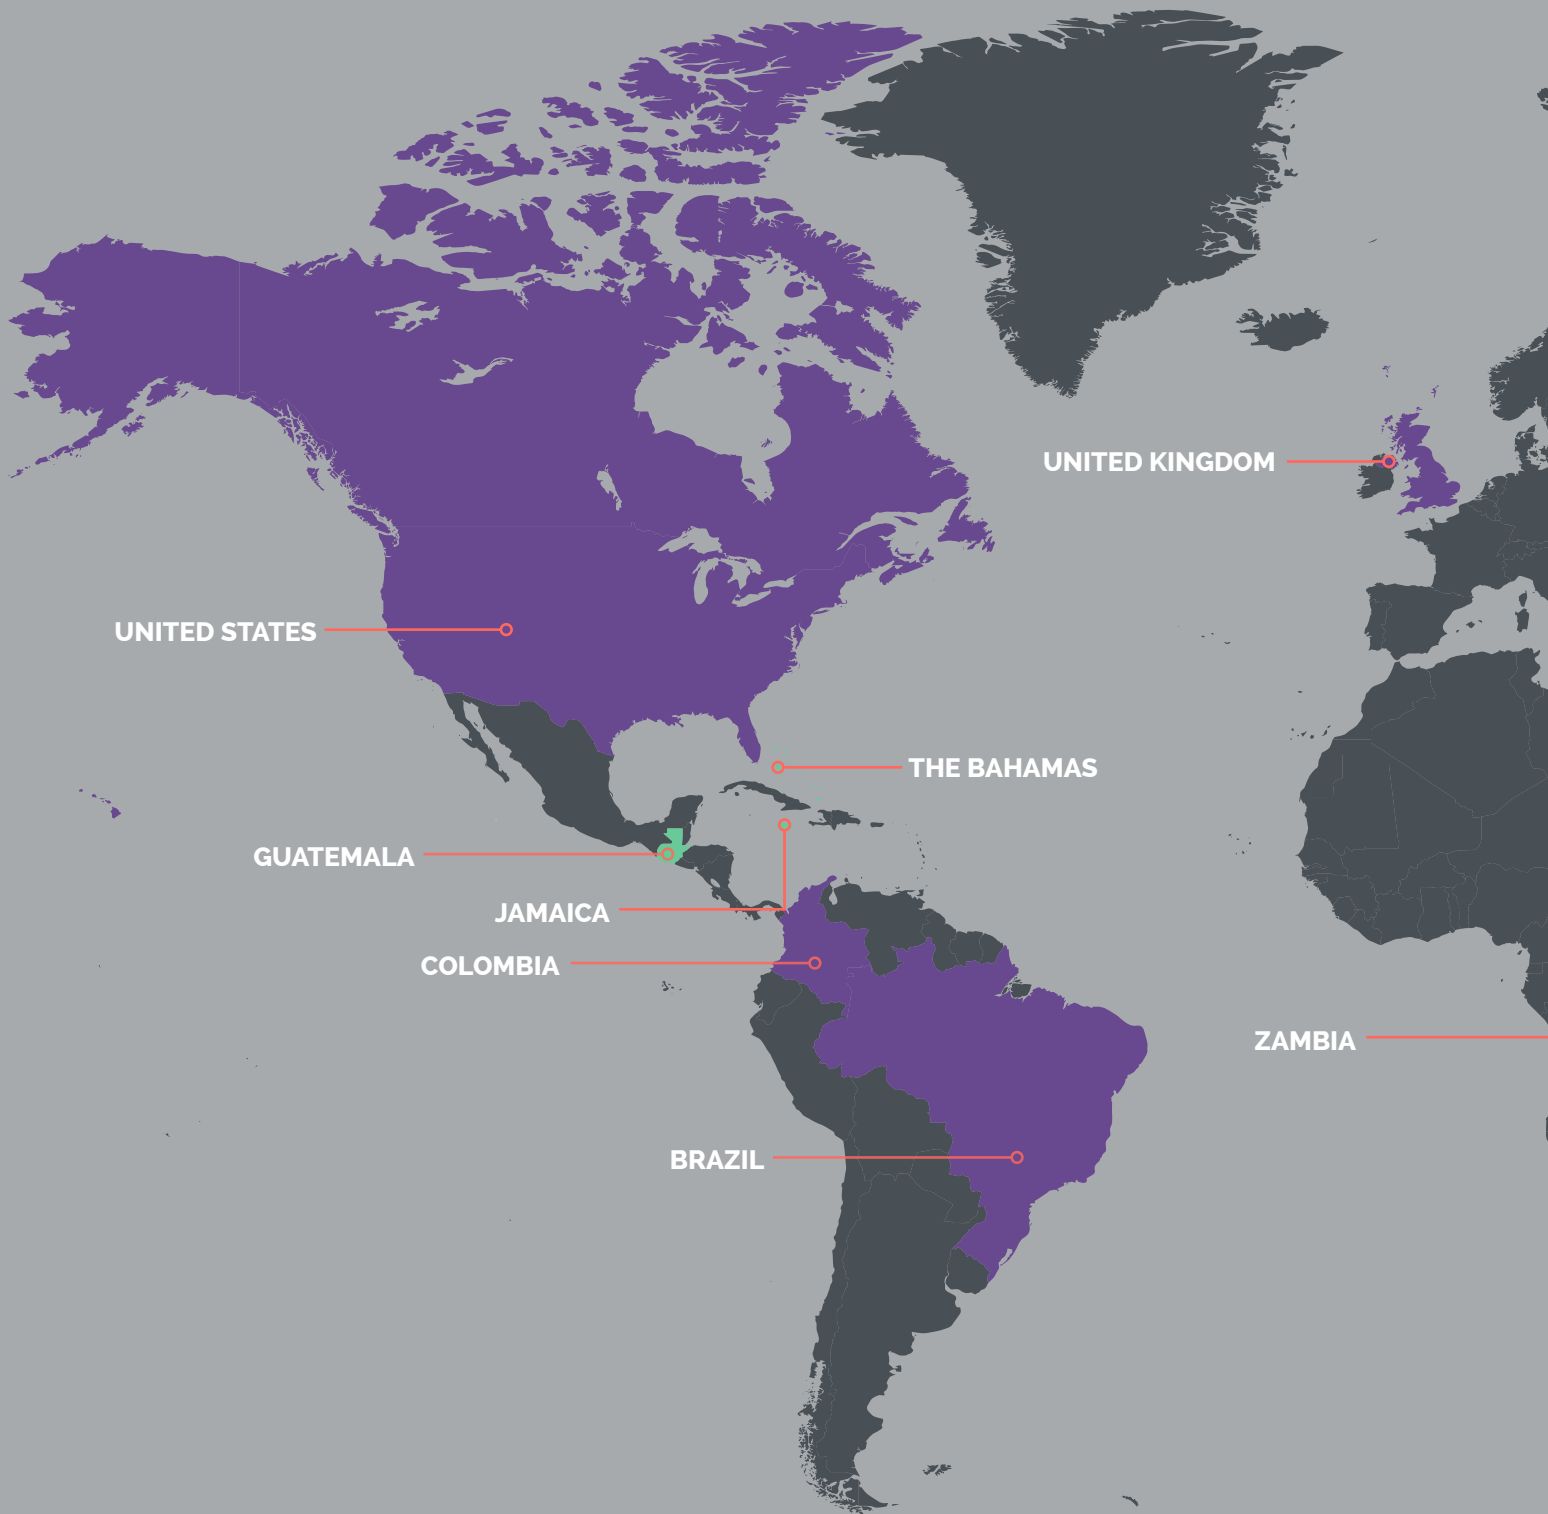 UNITED KINGDOM
UNITED STATES
THE BAHAMAS
GUATEMALA
JAMAICA
COLOMBIA
ZAMBIA
BRAZIL